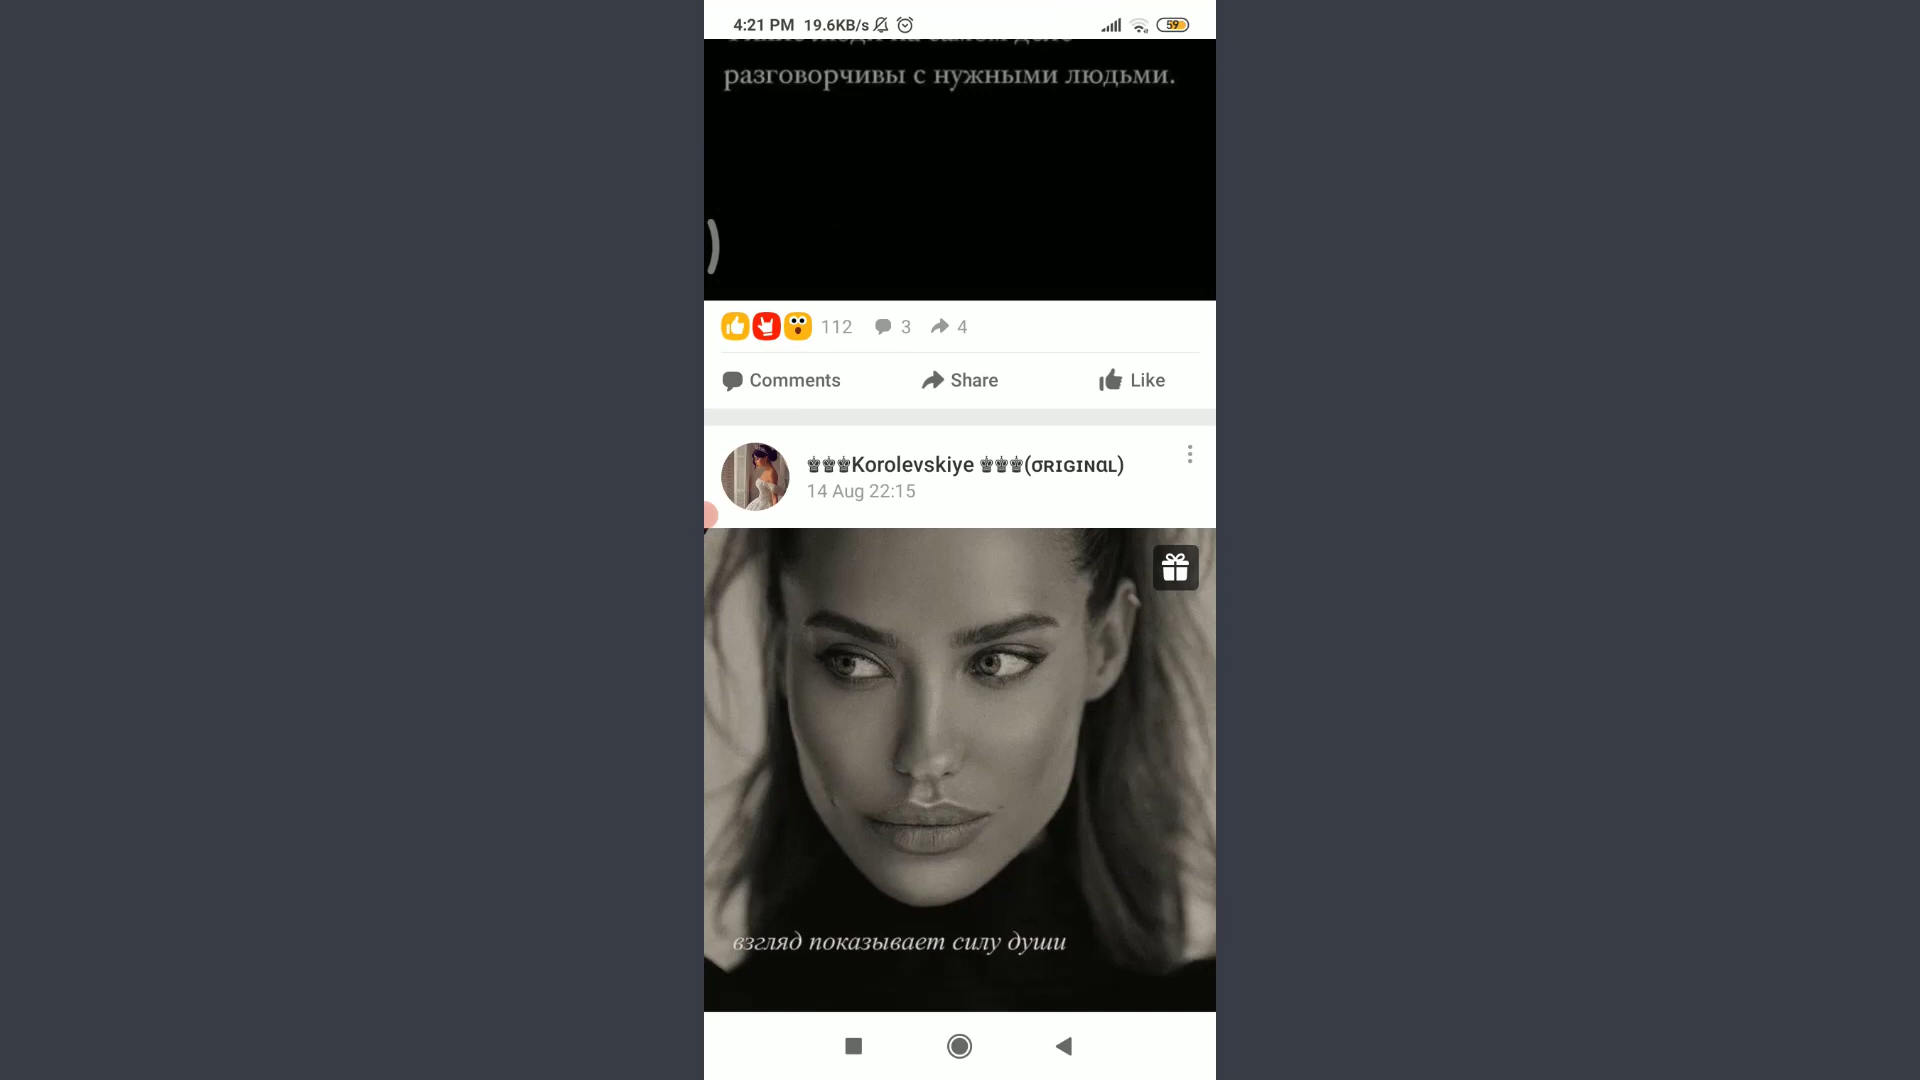 4:21 PM 19.6KB/s
59
разговорчивы с нужными людьми.
112 3 4
Comments Share Like
♚♚♚Korolevskiye ♚♚♚(σʀɪɢɪɴɑʟ)
14 Aug 22:15
взгляд показывает силу души